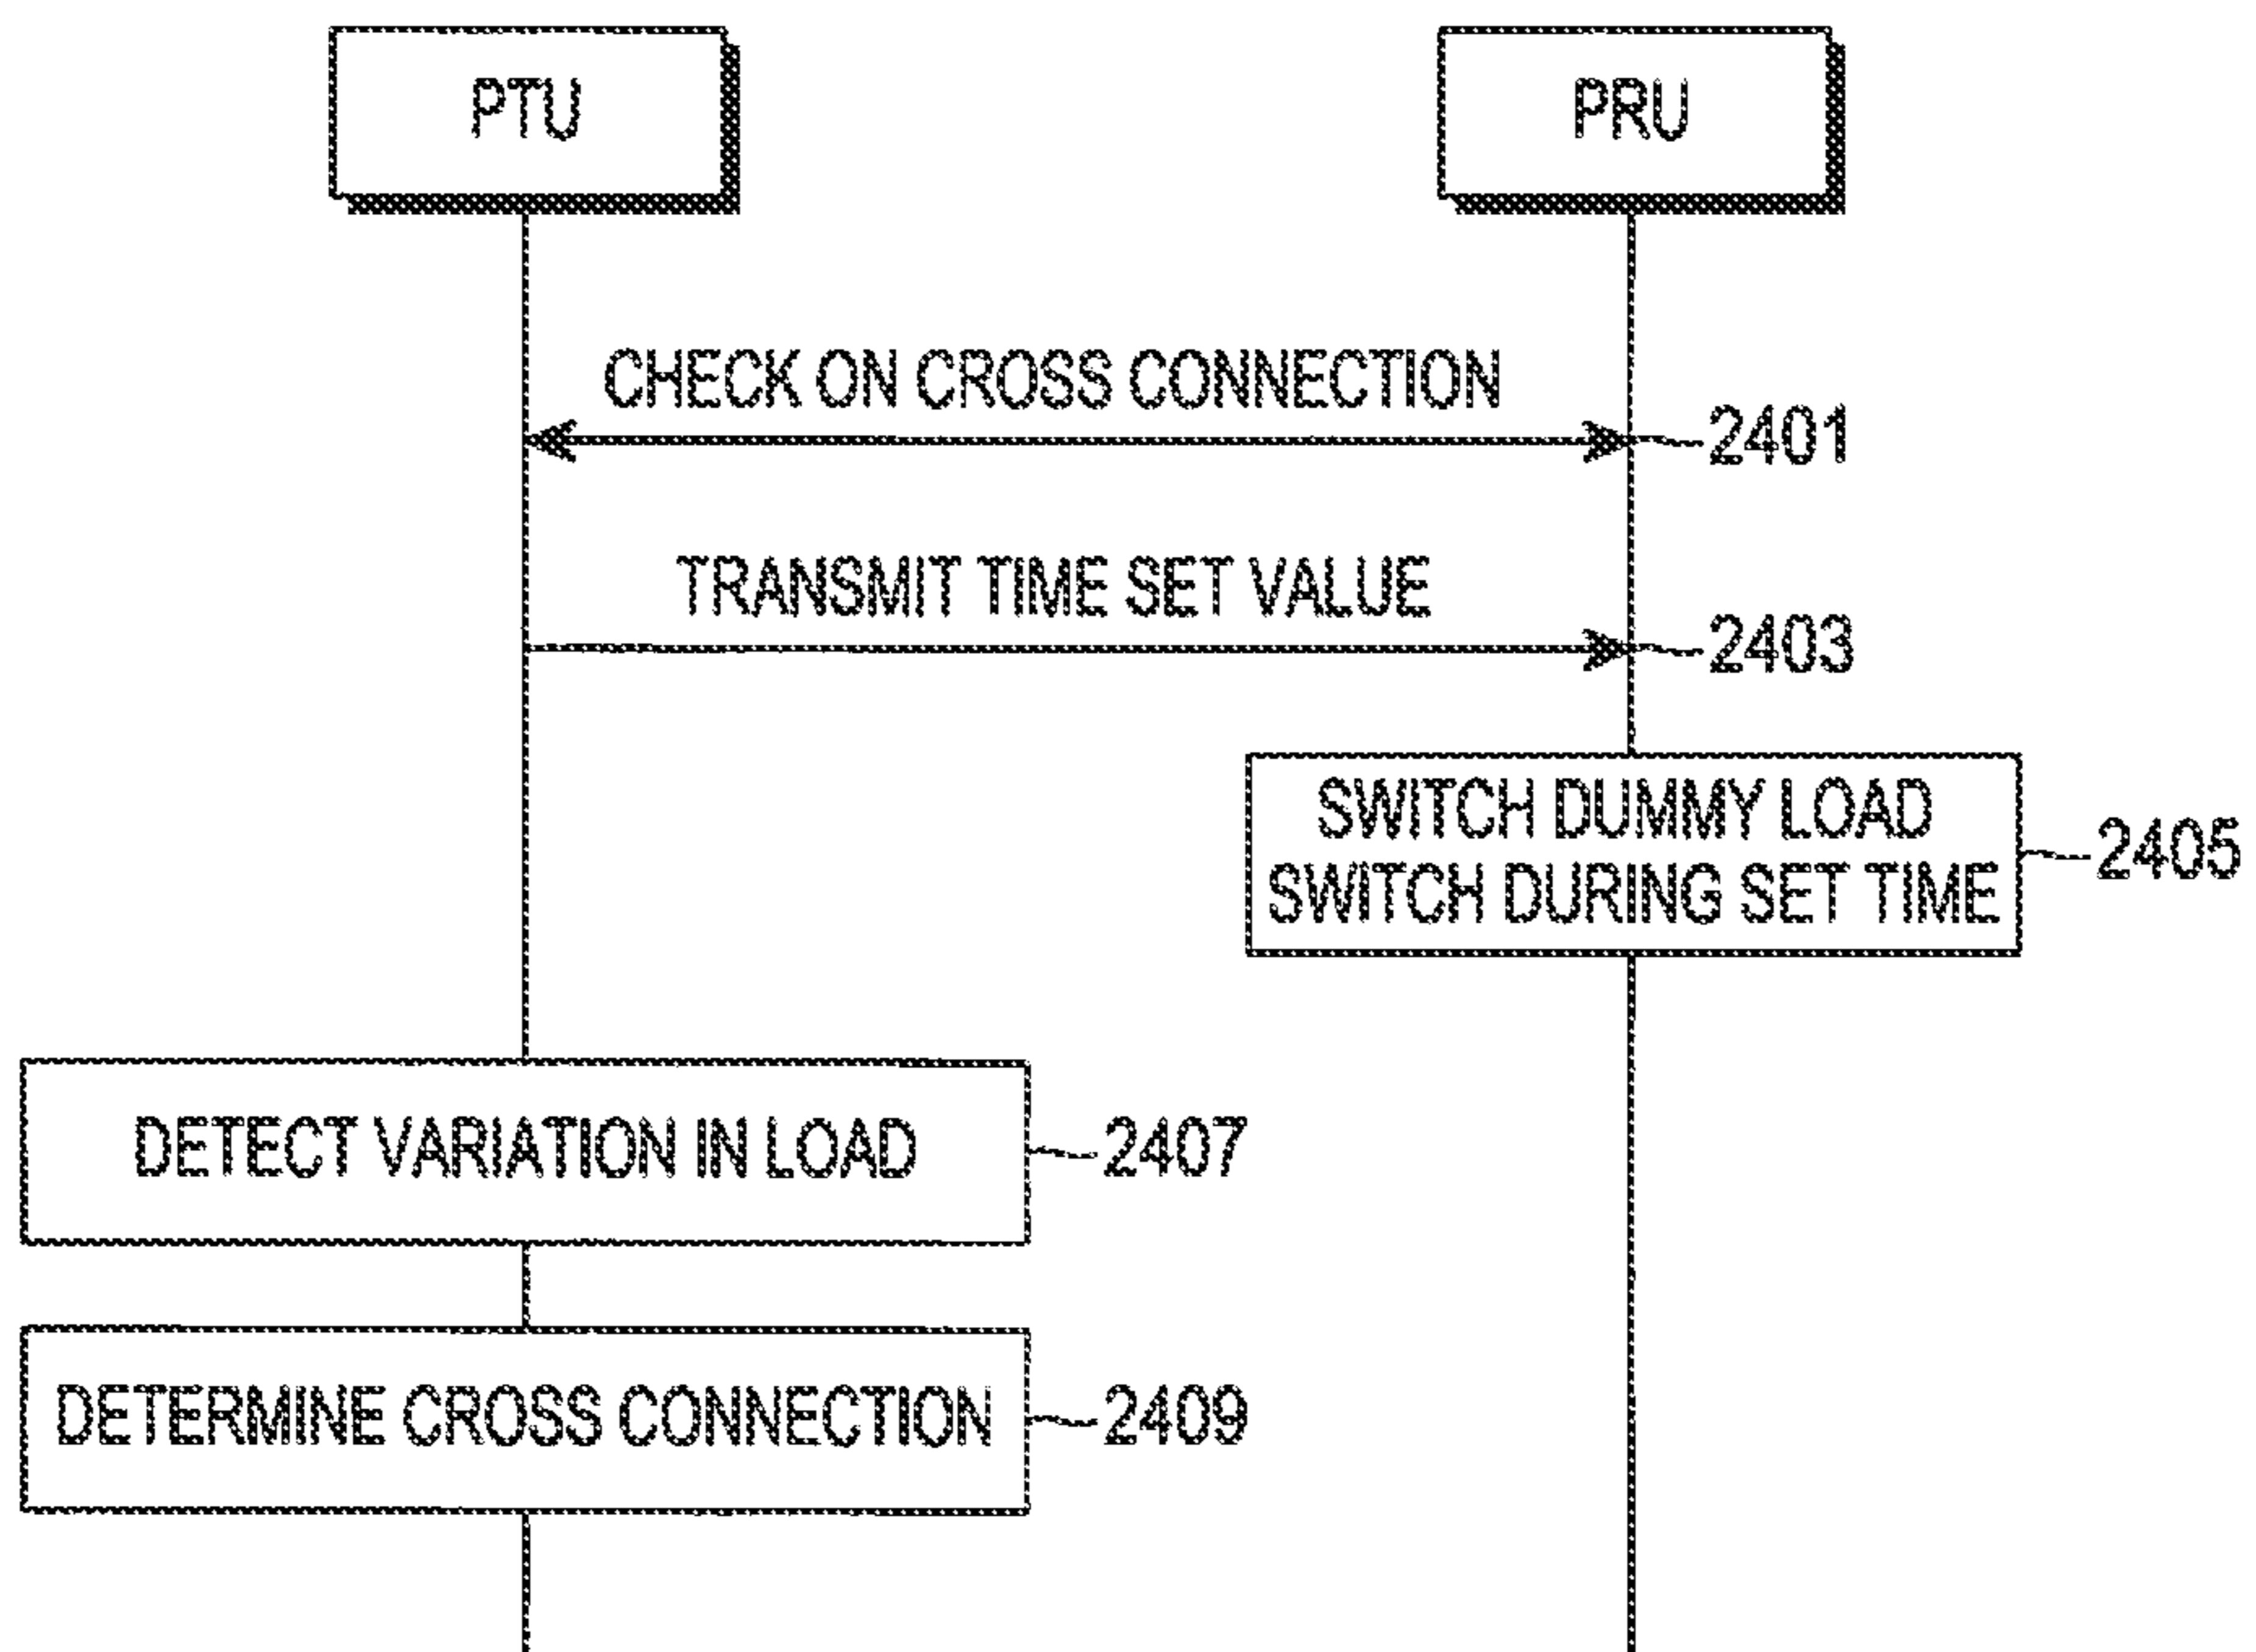 PTU
PRU
CHECK ON CROSS CONNECTION
2401
TRANSMIT TIME SET VALUE
2403
SWITCH DUMMY LOAD
SWITCH DURING SET TIME
2405
DETECT VARIATION IN LOAD
2407
DETERMINE CROSS CONNECTION
2409